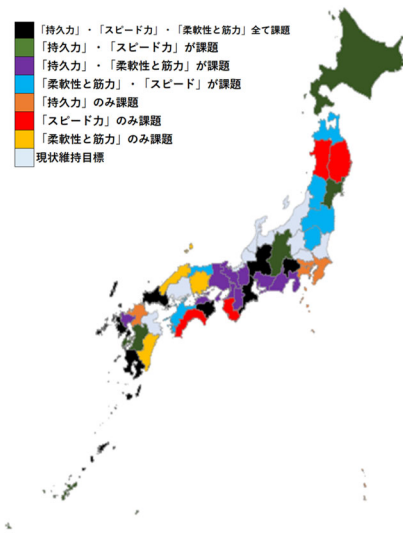 「持久力」・「スピード力」・「柔軟性と筋力」全て課題
「持久力」・「スピード力」が課題
「持久力」・「柔軟性と筋力」が課題
「柔軟性と筋力」・「スピード」が課題
「持久力」のみ課題
「スピード力」のみ課題
「柔軟性と筋力」のみ課題
現状維持目標